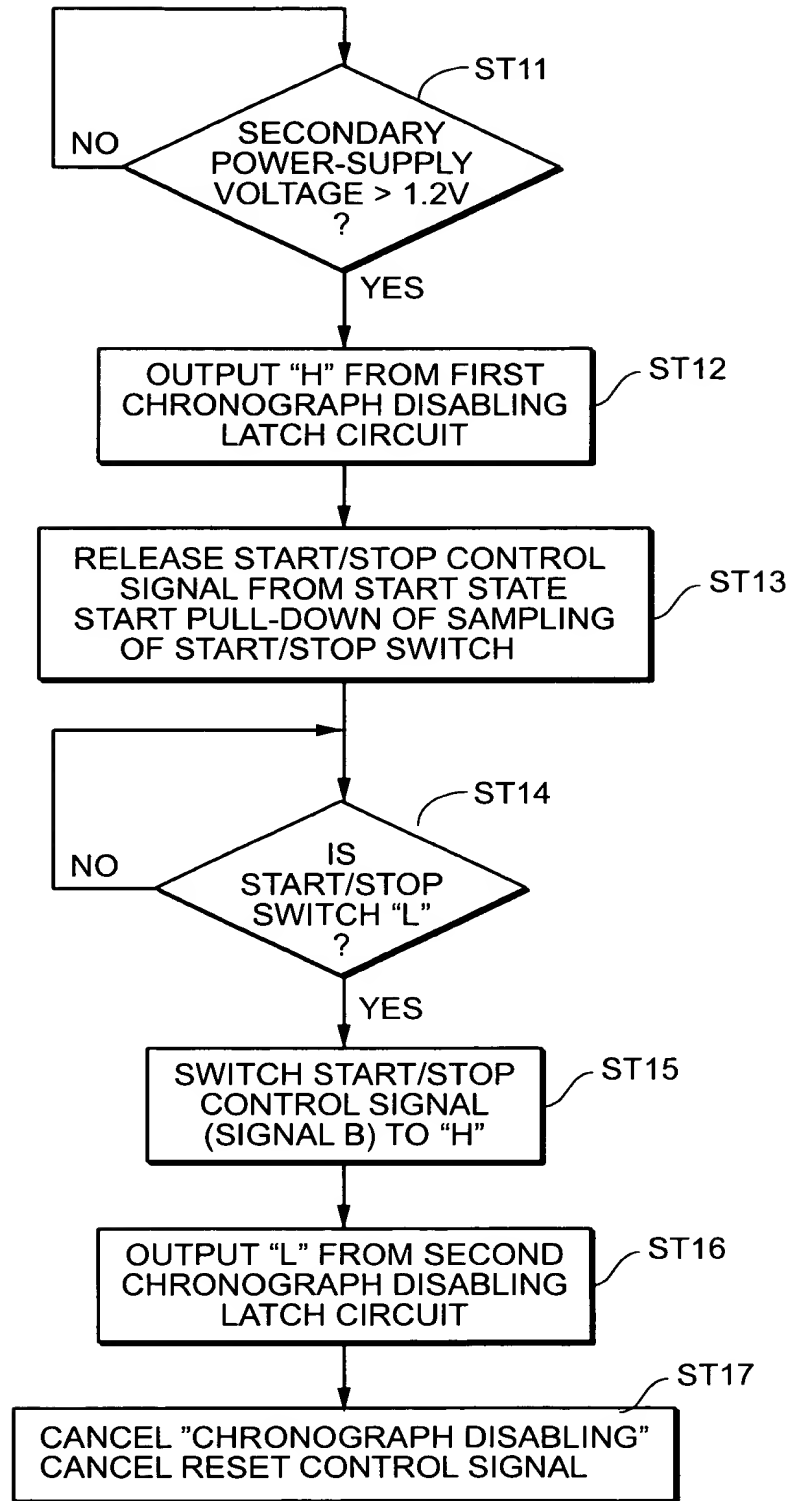 ST11
SECONDARY
POWER-SUPPLY
VOLTAGE > 1.2V
?
NO
YES
OUTPUT “H” FROM FIRST
CHRONOGRAPH DISABLING
LATCH CIRCUIT
ST12
RELEASE START/STOP CONTROL
SIGNAL FROM START STATE
START PULL-DOWN OF SAMPLING
OF START/STOP SWITCH
ST13
ST14
IS
START/STOP
SWITCH “L”
?
NO
YES
SWITCH START/STOP
CONTROL SIGNAL
(SIGNAL B) TO “H”
ST15
OUTPUT “L” FROM SECOND
CHRONOGRAPH DISABLING
LATCH CIRCUIT
ST16
ST17
CANCEL ”CHRONOGRAPH DISABLING”
CANCEL RESET CONTROL SIGNAL